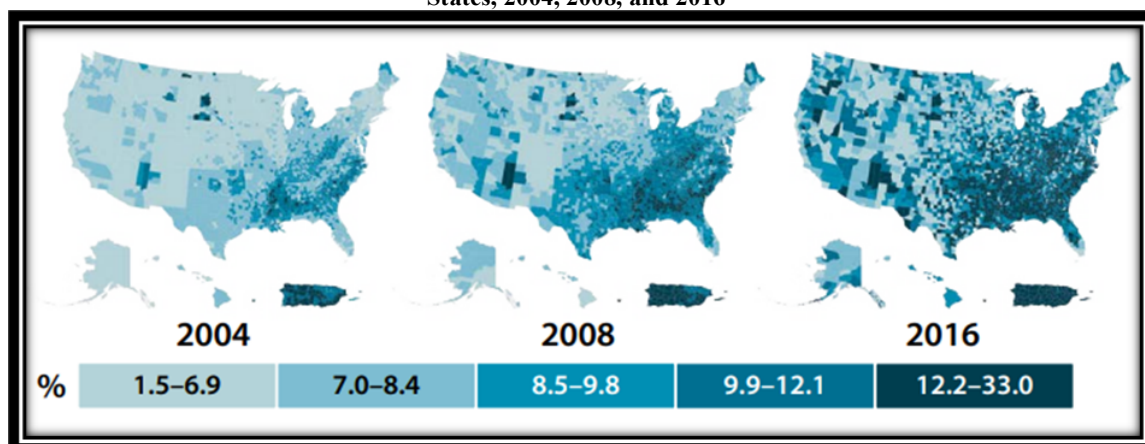 States, 2004, 2008, and 2016
2004 2008 2016
% 1.5–6.9 7.0–8.4 8.5–9.8 9.9–12.1 12.2–33.0